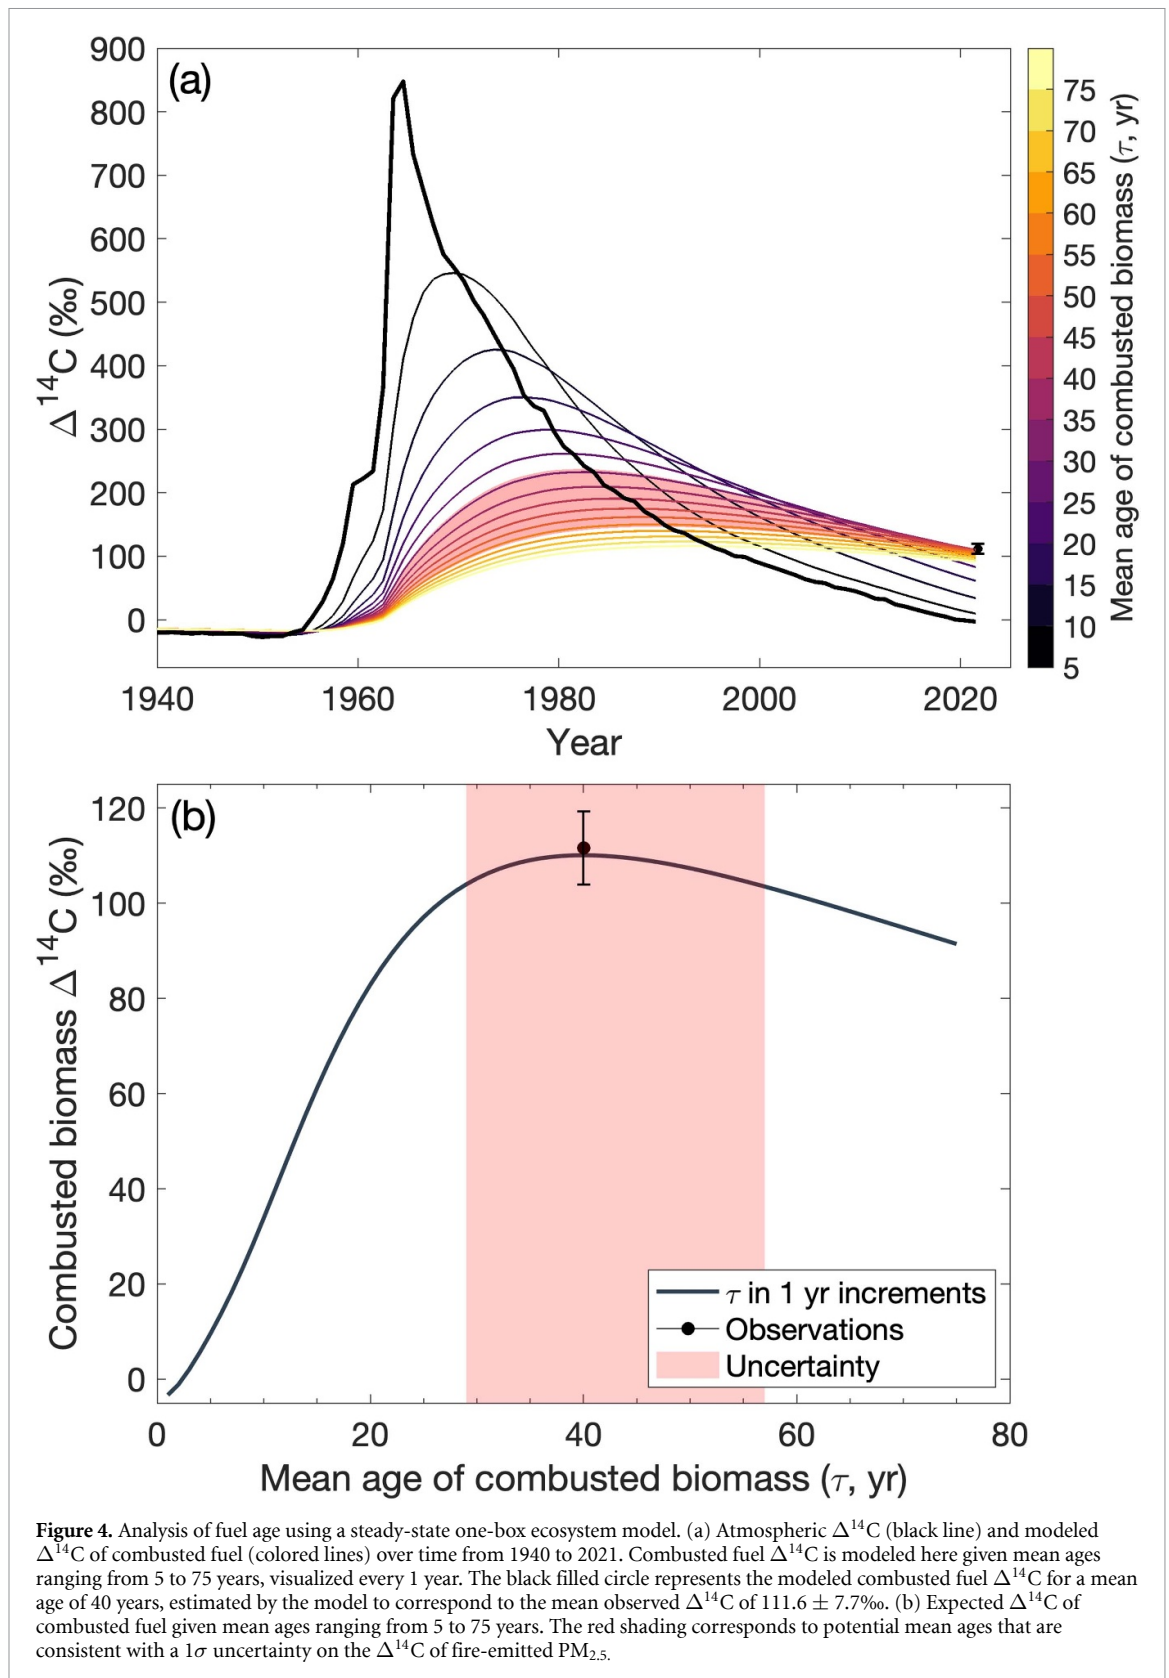 (a)
900
800
700
600
500
400
300
200
100
0
Δ¹⁴C (‰)
1940
1960
1980
2000
2020
Year
75
70
65
60
55
50
45
40
35
30
25
20
15
10
5
Mean age of combusted biomass (τ, yr)
(b)
120
100
80
60
40
20
0
Combusted biomass Δ¹⁴C (‰)
τ in 1 yr increments
Observations
Uncertainty
0
20
40
60
80
Mean age of combusted biomass (τ, yr)
Figure 4. Analysis of fuel age using a steady-state one-box ecosystem model. (a) Atmospheric Δ¹⁴C (black line) and modeled
Δ¹⁴C of combusted fuel (colored lines) over time from 1940 to 2021. Combusted fuel Δ¹⁴C is modeled here given mean ages
ranging from 5 to 75 years, visualized every 1 year. The black filled circle represents the modeled combusted fuel Δ¹⁴C for a mean
age of 40 years, estimated by the model to correspond to the mean observed Δ¹⁴C of 111.6 ± 7.7‰. (b) Expected Δ¹⁴C of
combusted fuel given mean ages ranging from 5 to 75 years. The red shading corresponds to potential mean ages that are
consistent with a 1σ uncertainty on the Δ¹⁴C of fire-emitted PM₂.₅.